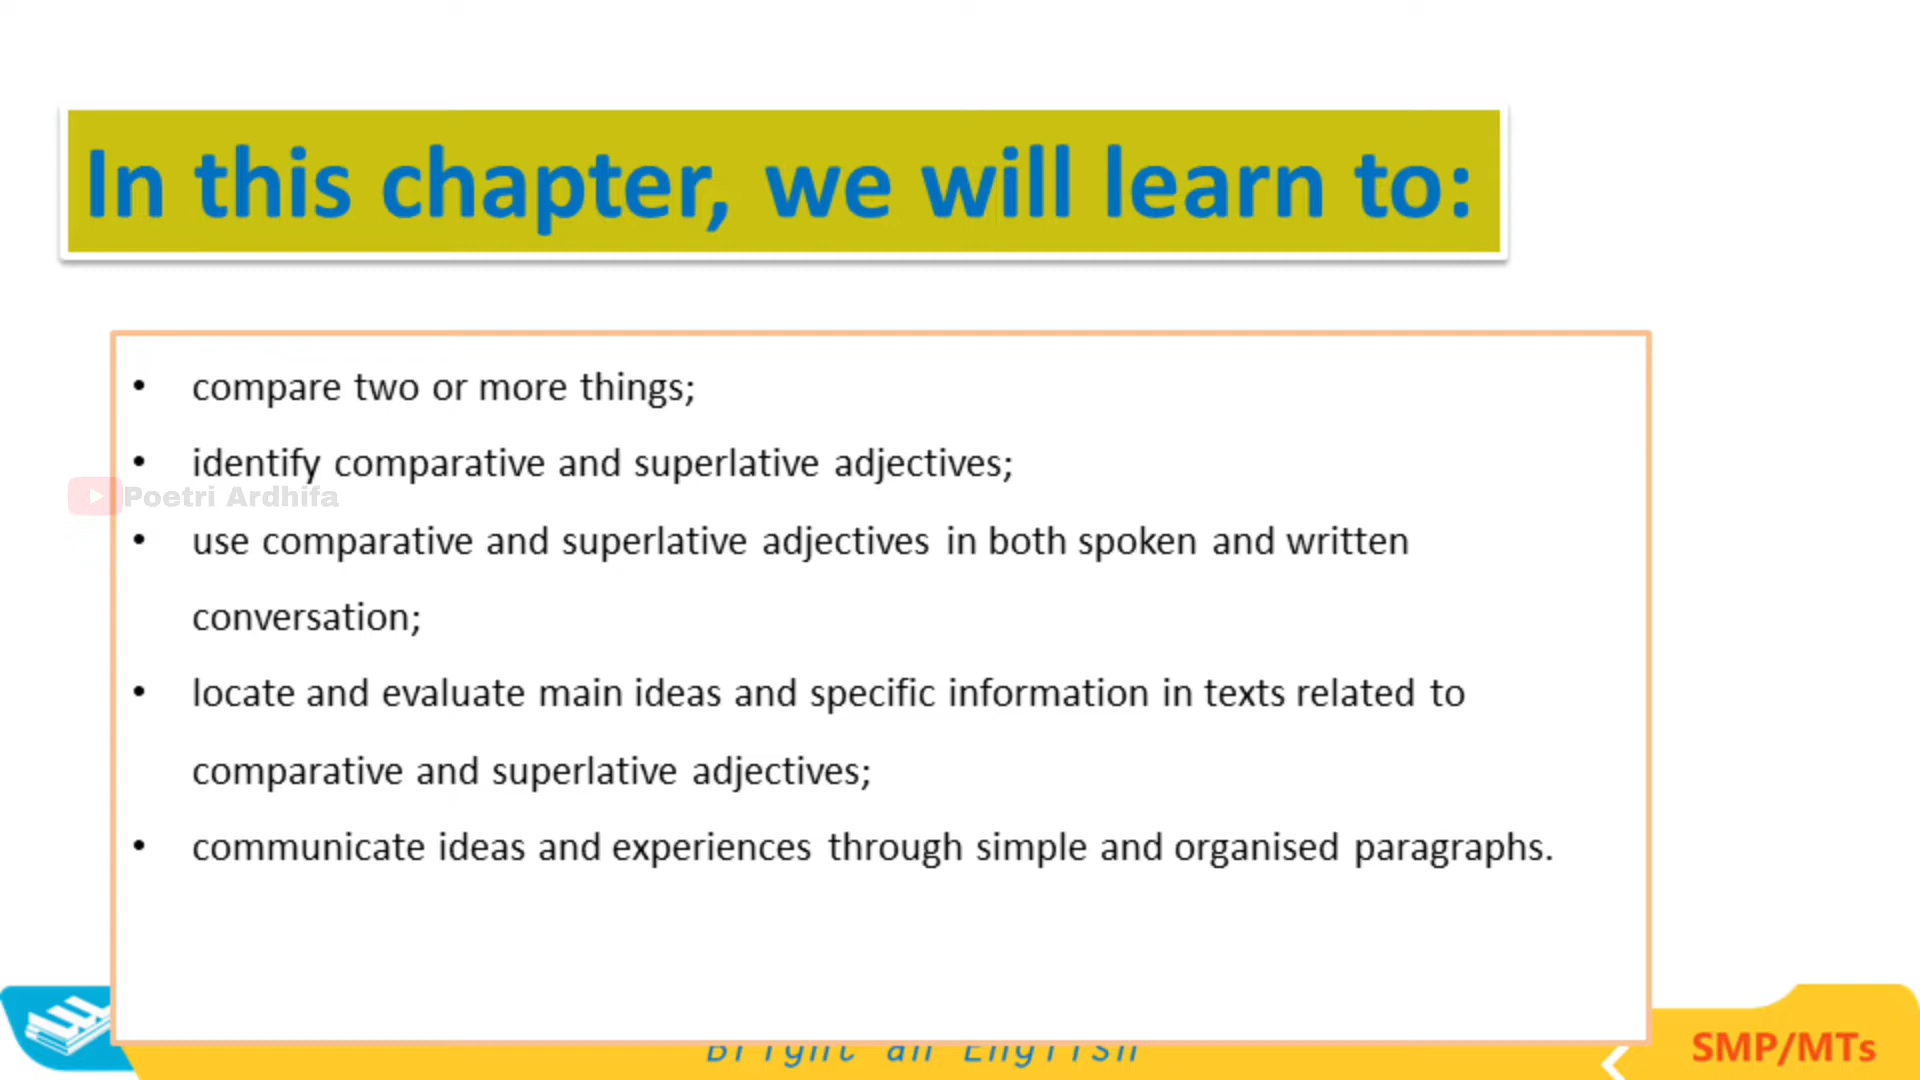 In this chapter, we will learn to:
• compare two or more things;
• identify comparative and superlative adjectives;
Poetri Ardhifa
• use comparative and superlative adjectives in both spoken and written
conversation;
• locate and evaluate main ideas and specific information in texts related to
comparative and superlative adjectives;
• communicate ideas and experiences through simple and organised paragraphs.
SMP/MTs